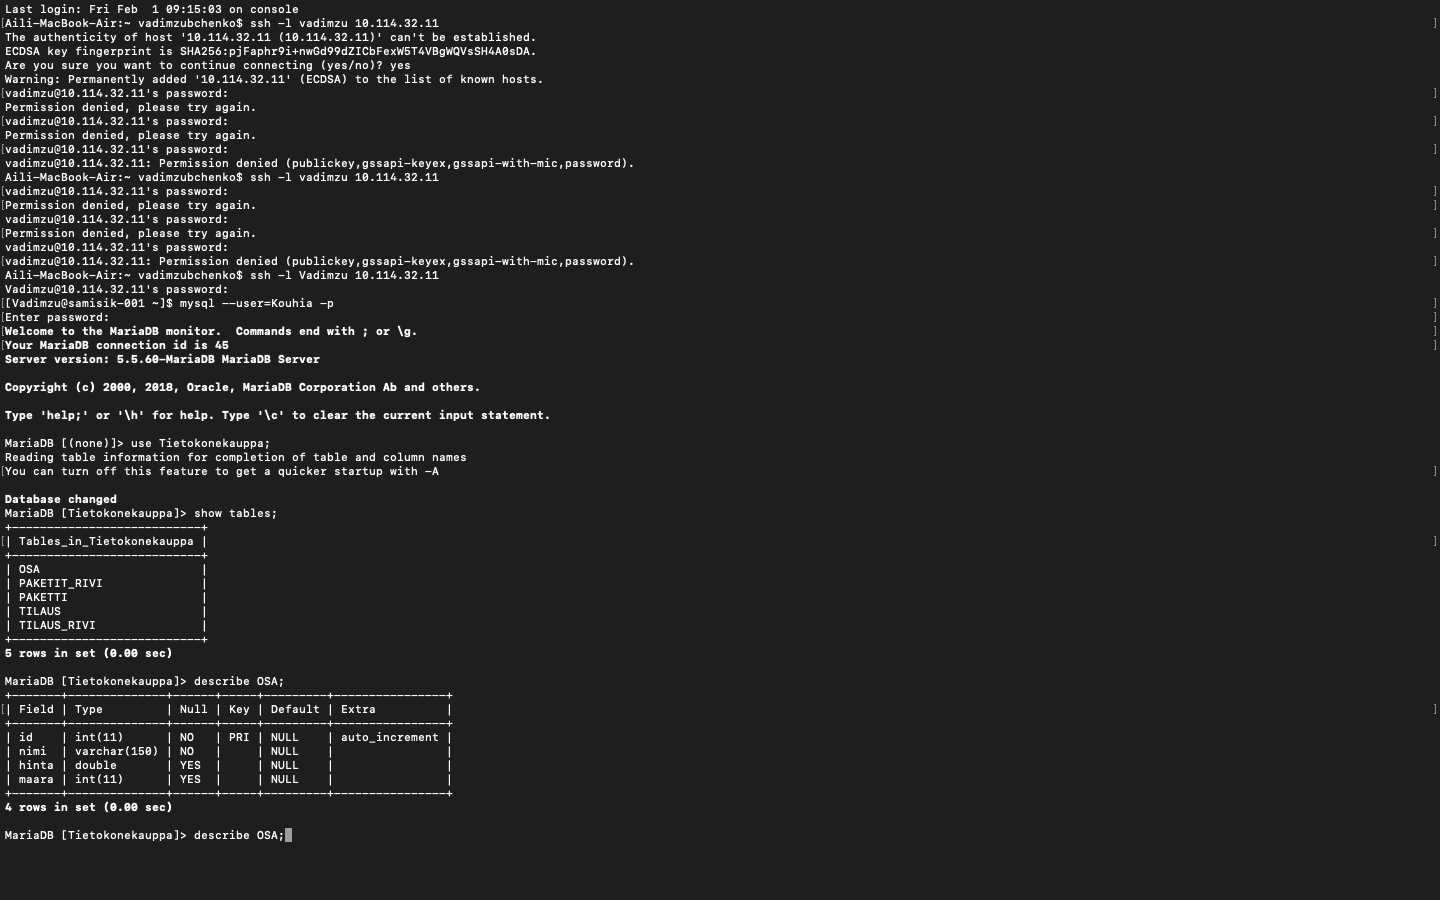 Last login: Fri Feb  1 09:15:03 on console
[Aili-MacBook-Air:~ vadimzubchenko$ ssh -l vadimzu 10.114.32.11 ]
The authenticity of host '10.114.32.11 (10.114.32.11)' can't be established.
ECDSA key fingerprint is SHA256:pjFaphr9i+nwGd99dZICbFexW5T4VBgWQVsSH4A0sDA.
Are you sure you want to continue connecting (yes/no)? yes
Warning: Permanently added '10.114.32.11' (ECDSA) to the list of known hosts.
[vadimzu@10.114.32.11's password: ]
Permission denied, please try again.
[vadimzu@10.114.32.11's password: ]
Permission denied, please try again.
[vadimzu@10.114.32.11's password: ]
vadimzu@10.114.32.11: Permission denied (publickey,gssapi-keyex,gssapi-with-mic,password).
Aili-MacBook-Air:~ vadimzubchenko$ ssh -l vadimzu 10.114.32.11
[vadimzu@10.114.32.11's password: ]
[Permission denied, please try again. ]
vadimzu@10.114.32.11's password:
[Permission denied, please try again. ]
vadimzu@10.114.32.11's password:
[vadimzu@10.114.32.11: Permission denied (publickey,gssapi-keyex,gssapi-with-mic,password). ]
Aili-MacBook-Air:~ vadimzubchenko$ ssh -l Vadimzu 10.114.32.11
Vadimzu@10.114.32.11's password:
[[Vadimzu@samisik-001 ~]$ mysql --user=Kouhia -p ]
[Enter password: ]
[Welcome to the MariaDB monitor.  Commands end with ; or \g. ]
[Your MariaDB connection id is 45 ]
Server version: 5.5.60-MariaDB MariaDB Server

Copyright (c) 2000, 2018, Oracle, MariaDB Corporation Ab and others.

Type 'help;' or '\h' for help. Type '\c' to clear the current input statement.

MariaDB [(none)]> use Tietokonekauppa;
Reading table information for completion of table and column names
[You can turn off this feature to get a quicker startup with -A ]

Database changed
MariaDB [Tietokonekauppa]> show tables;
+---------------------------+
[| Tables_in_Tietokonekauppa | ]
+---------------------------+
| OSA                       |
| PAKETIT_RIVI              |
| PAKETTI                   |
| TILAUS                    |
| TILAUS_RIVI               |
+---------------------------+
5 rows in set (0.00 sec)

MariaDB [Tietokonekauppa]> describe OSA;
+-------+--------------+------+-----+---------+----------------+
[| Field | Type         | Null | Key | Default | Extra          | ]
+-------+--------------+------+-----+---------+----------------+
| id    | int(11)      | NO   | PRI | NULL    | auto_increment |
| nimi  | varchar(150) | NO   |     | NULL    |                |
| hinta | double       | YES  |     | NULL    |                |
| maara | int(11)      | YES  |     | NULL    |                |
+-------+--------------+------+-----+---------+----------------+
4 rows in set (0.00 sec)

MariaDB [Tietokonekauppa]> describe OSA;